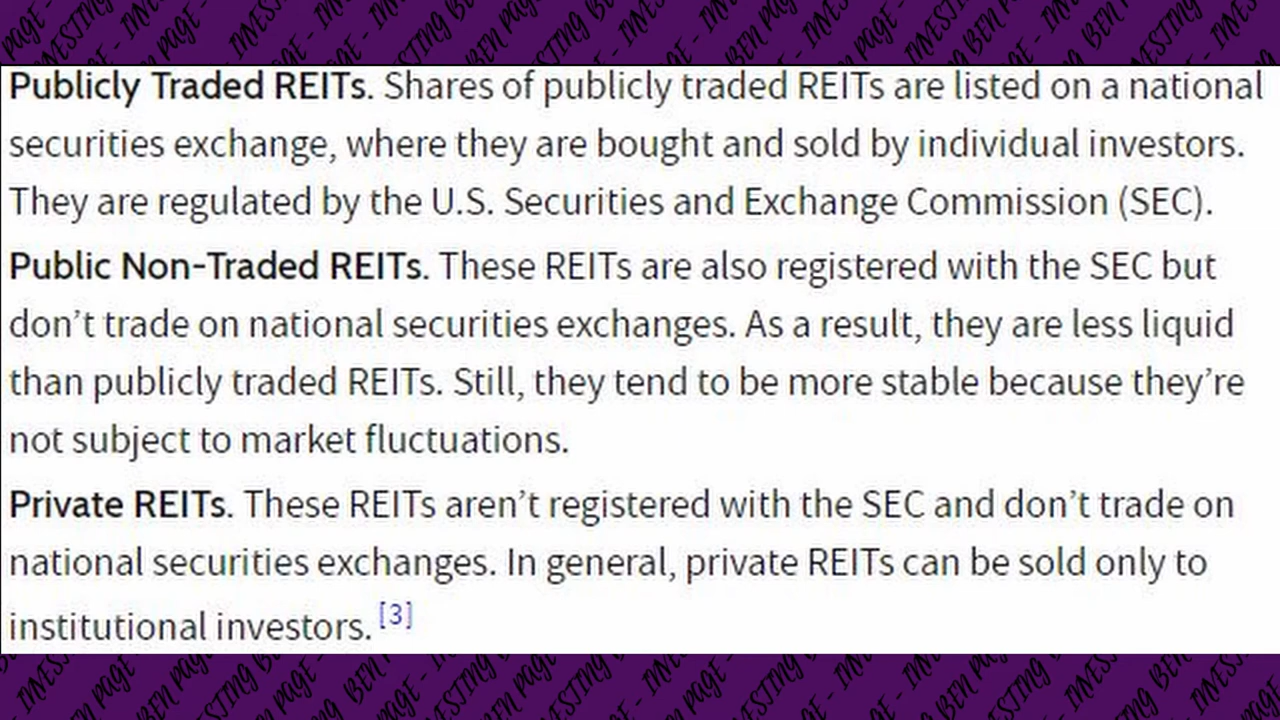 Publicly Traded REITs. Shares of publicly traded REITs are listed on a national
securities exchange, where they are bought and sold by individual investors.
They are regulated by the U.S. Securities and Exchange Commission (SEC).
Public Non-Traded REITs. These REITs are also registered with the SEC but
don’t trade on national securities exchanges. As a result, they are less liquid
than publicly traded REITs. Still, they tend to be more stable because they’re
not subject to market fluctuations.
Private REITs. These REITs aren’t registered with the SEC and don’t trade on
national securities exchanges. In general, private REITs can be sold only to
institutional investors. [3]